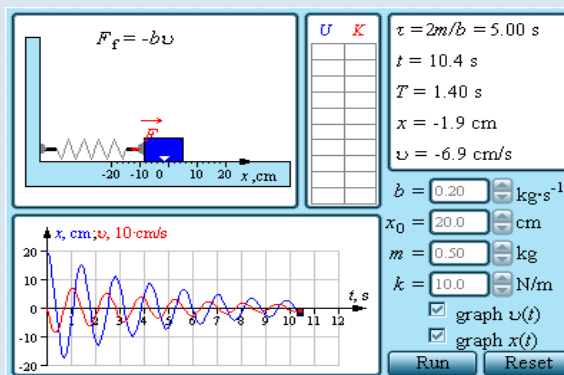 F_f = -bυ
F
-20 -10 0 10 20 x,cm
U K
τ = 2m/b = 5.00 s
t = 10.4 s
T = 1.40 s
x = -1.9 cm
υ = -6.9 cm/s
b = 0.20 kg·s⁻¹
x₀ = 20.0 cm
m = 0.50 kg
k = 10.0 N/m
graph υ(t)
graph x(t)
Run Reset
x, cm; υ, 10·cm/s
20
10
0
-10
-20
1 2 3 4 5 6 7 8 9 10 11 12
t, s